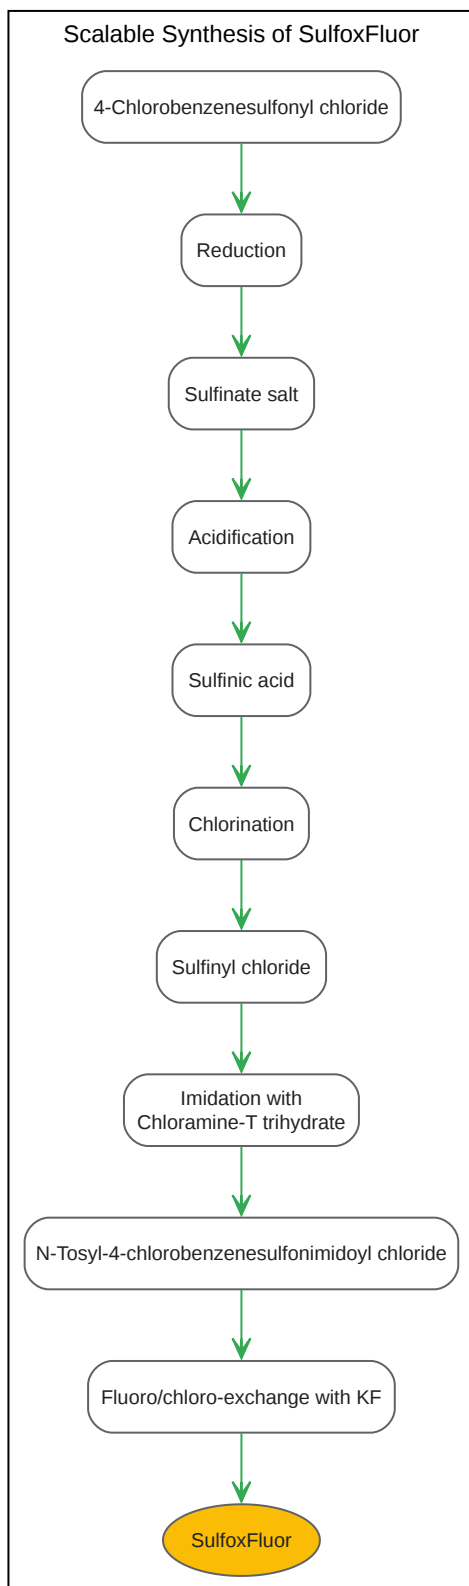 Scalable Synthesis of SulfoxFluor
4-Chlorobenzenesulfonyl chloride
Reduction
Sulfinate salt
Acidification
Sulfinic acid
Chlorination
Sulfinyl chloride
Imidation with
Chloramine-T trihydrate
N-Tosyl-4-chlorobenzenesulfonimidoyl chloride
Fluoro/chloro-exchange with KF
SulfoxFluor